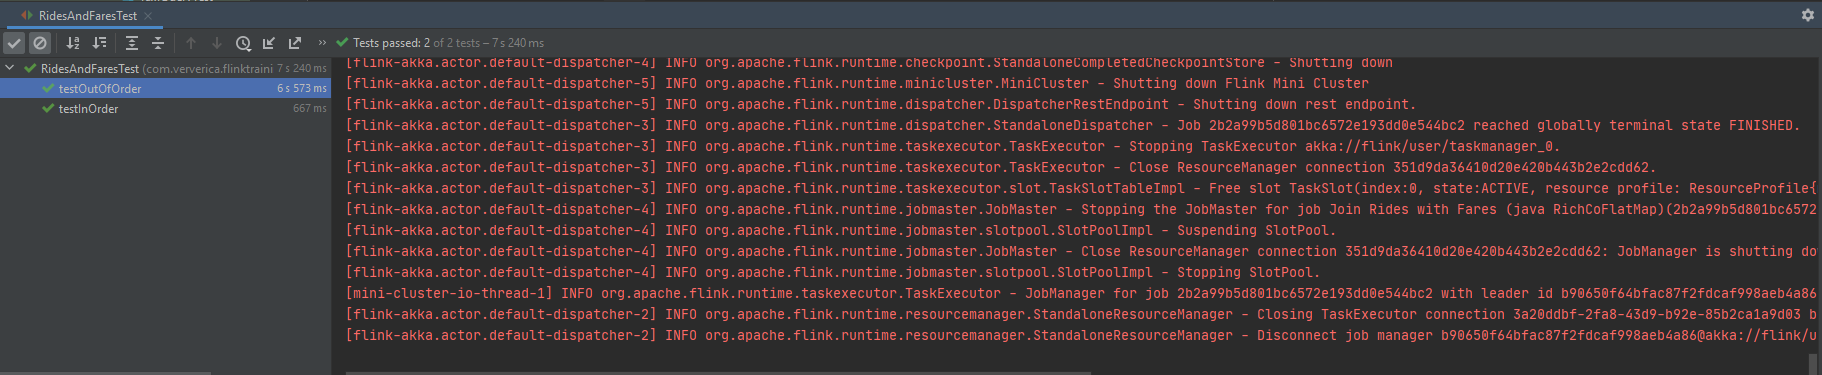 RidesAndFaresTest
Tests passed: 2 of 2 tests – 7 s 240 ms
RidesAndFaresTest (com.ververica.flinktraini 7 s 240 ms
testOutOfOrder 6 s 573 ms
testInOrder 667 ms
[flink-akka.actor.default-dispatcher-4] INFO org.apache.flink.runtime.checkpoint.StandaloneCompletedCheckpointStore - Shutting down
[flink-akka.actor.default-dispatcher-5] INFO org.apache.flink.runtime.minicluster.MiniCluster - Shutting down Flink Mini Cluster
[flink-akka.actor.default-dispatcher-5] INFO org.apache.flink.runtime.dispatcher.DispatcherRestEndpoint - Shutting down rest endpoint.
[flink-akka.actor.default-dispatcher-3] INFO org.apache.flink.runtime.dispatcher.StandaloneDispatcher - Job 2b2a99b5d801bc6572e193dd0e544bc2 reached globally terminal state FINISHED.
[flink-akka.actor.default-dispatcher-3] INFO org.apache.flink.runtime.taskexecutor.TaskExecutor - Stopping TaskExecutor akka://flink/user/taskmanager_0.
[flink-akka.actor.default-dispatcher-3] INFO org.apache.flink.runtime.taskexecutor.TaskExecutor - Close ResourceManager connection 351d9da36410d20e420b443b2e2cdd62.
[flink-akka.actor.default-dispatcher-3] INFO org.apache.flink.runtime.taskexecutor.slot.TaskSlotTableImpl - Free slot TaskSlot(index:0, state:ACTIVE, resource profile: ResourceProfile{
[flink-akka.actor.default-dispatcher-4] INFO org.apache.flink.runtime.jobmaster.JobMaster - Stopping the JobMaster for job Join Rides with Fares (java RichCoFlatMap)(2b2a99b5d801bc6572
[flink-akka.actor.default-dispatcher-4] INFO org.apache.flink.runtime.jobmaster.slotpool.SlotPoolImpl - Suspending SlotPool.
[flink-akka.actor.default-dispatcher-4] INFO org.apache.flink.runtime.jobmaster.JobMaster - Close ResourceManager connection 351d9da36410d20e420b443b2e2cdd62: JobManager is shutting do
[flink-akka.actor.default-dispatcher-4] INFO org.apache.flink.runtime.jobmaster.slotpool.SlotPoolImpl - Stopping SlotPool.
[mini-cluster-io-thread-1] INFO org.apache.flink.runtime.taskexecutor.TaskExecutor - JobManager for job 2b2a99b5d801bc6572e193dd0e544bc2 with leader id b90650f64bfac87f2fdcaf998aeb4a86
[flink-akka.actor.default-dispatcher-2] INFO org.apache.flink.runtime.resourcemanager.StandaloneResourceManager - Closing TaskExecutor connection 3a20ddbf-2fa8-43d9-b92e-85b2ca1a9d03 b
[flink-akka.actor.default-dispatcher-2] INFO org.apache.flink.runtime.resourcemanager.StandaloneResourceManager - Disconnect job manager b90650f64bfac87f2fdcaf998aeb4a86@akka://flink/u